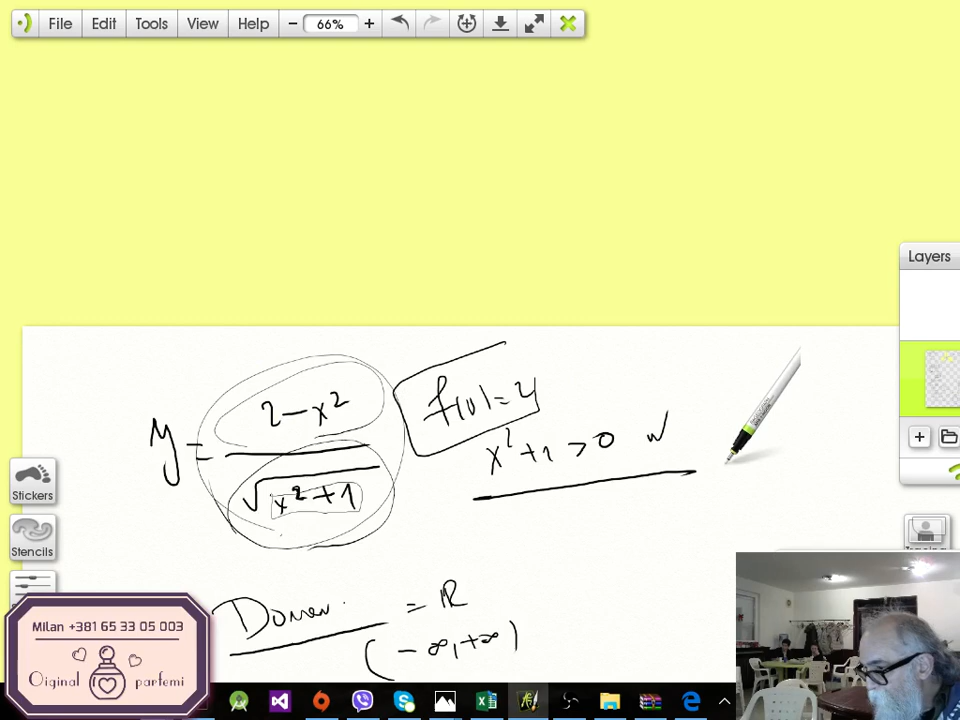 File Edit Tools View Help − 66% +
Layers
y = 2 − x² / √x² + 1
f(0) = 2
x² + 1 > 0
Stickers
Stencils
Domen = ℝ
(−∞, +∞)
Milan +381 65 33 05 003
Original parfemi